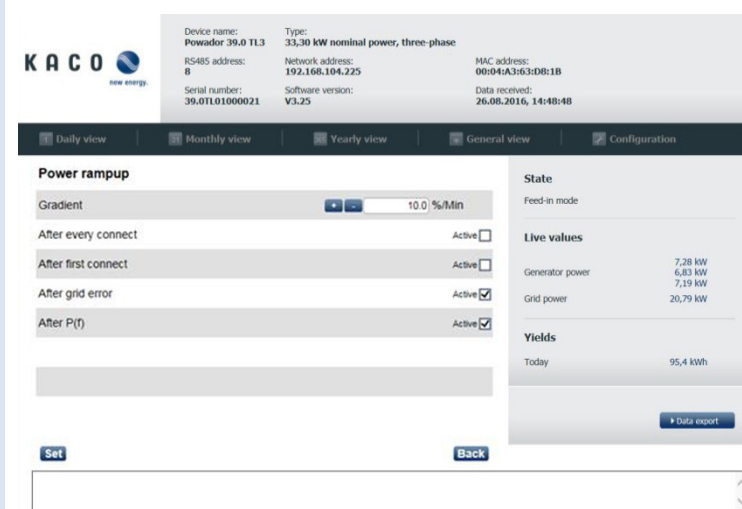 KACO
new energy.
Device name:
Powador 39.0 TL3
Type:
33,30 kW nominal power, three-phase
RS485 address:
8
Network address:
192.168.104.225
MAC address:
00:04:A3:63:D8:1B
Serial number:
39.0TL01000021
Software version:
V3.25
Data received:
26.08.2016, 14:48:48
Daily view
Monthly view
Yearly view
General view
Configuration
Power rampup
Gradient + - 10.0 %/Min
After every connect Active
After first connect Active
After grid error Active
After P(f) Active
Set
Back
State
Feed-in mode
Live values
Generator power
7,28 kW
6,83 kW
7,19 kW
Grid power 20,79 kW
Yields
Today 95,4 kWh
Data export